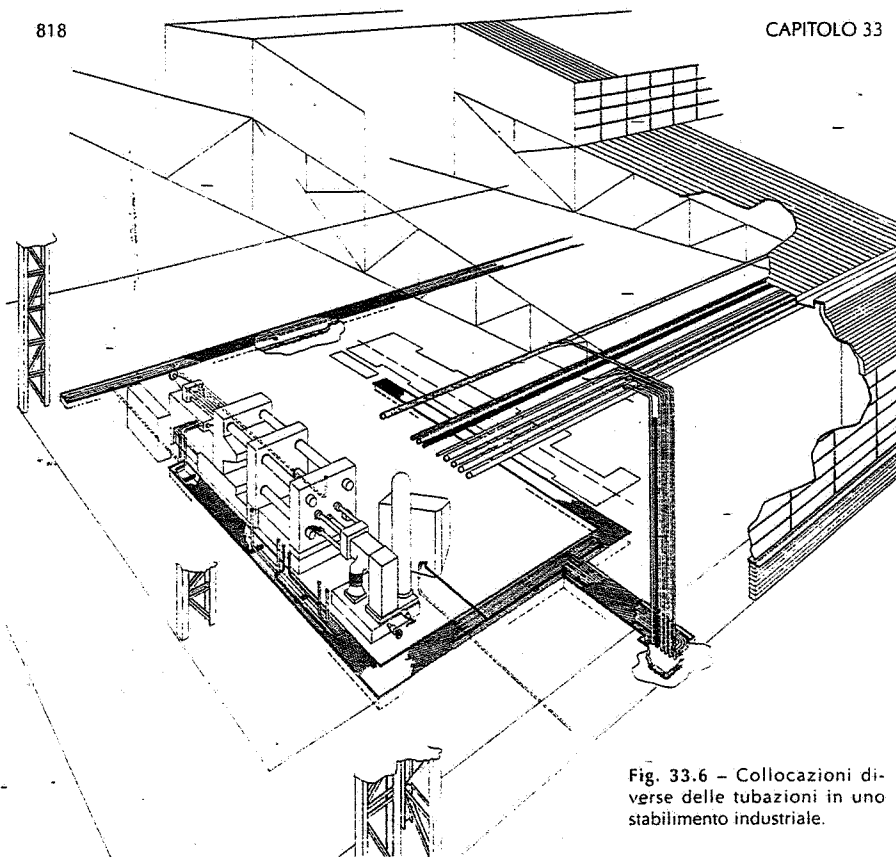 818
CAPITOLO 33
Fig. 33.6 – Collocazioni di-
verse delle tubazioni in uno
stabilimento industriale.